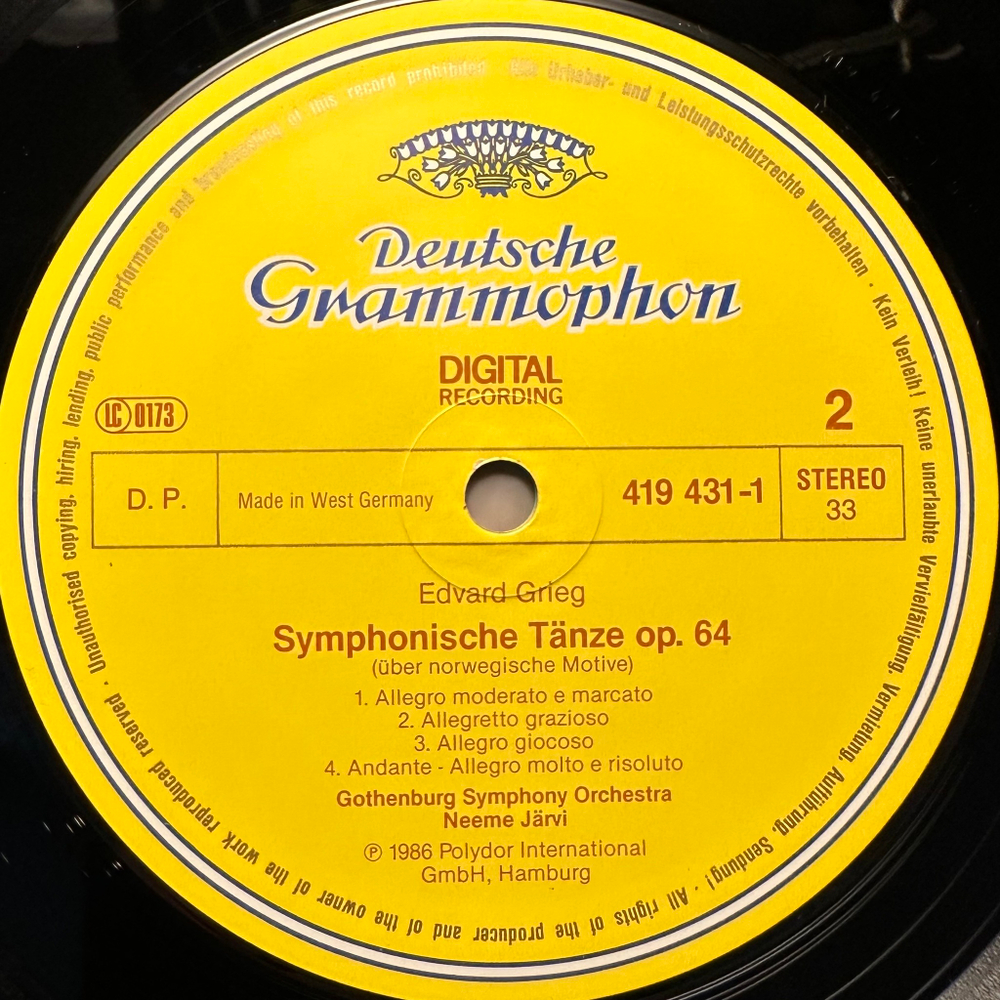 Deutsche
Grammophon
DIGITAL
RECORDING
LC 0173
2
D. P.
Made in West Germany
419 431-1
STEREO
33
Edvard Grieg
Symphonische Tänze op. 64
(über norwegische Motive)
1. Allegro moderato e marcato
2. Allegretto grazioso
3. Allegro giocoso
4. Andante - Allegro molto e risoluto
Gothenburg Symphony Orchestra
Neeme Järvi
℗ 1986 Polydor International
GmbH, Hamburg
Alle Urheber- und Leistungsschutzrechte vorbehalten · Kein Verleih! Keine unerlaubte Vervielfältigung, Vermietung, Aufführung, Sendung! · All rights of the producer and of the owner of the work reproduced reserved · Unauthorised copying, hiring, lending, public performance and broadcasting of this record prohibited ·